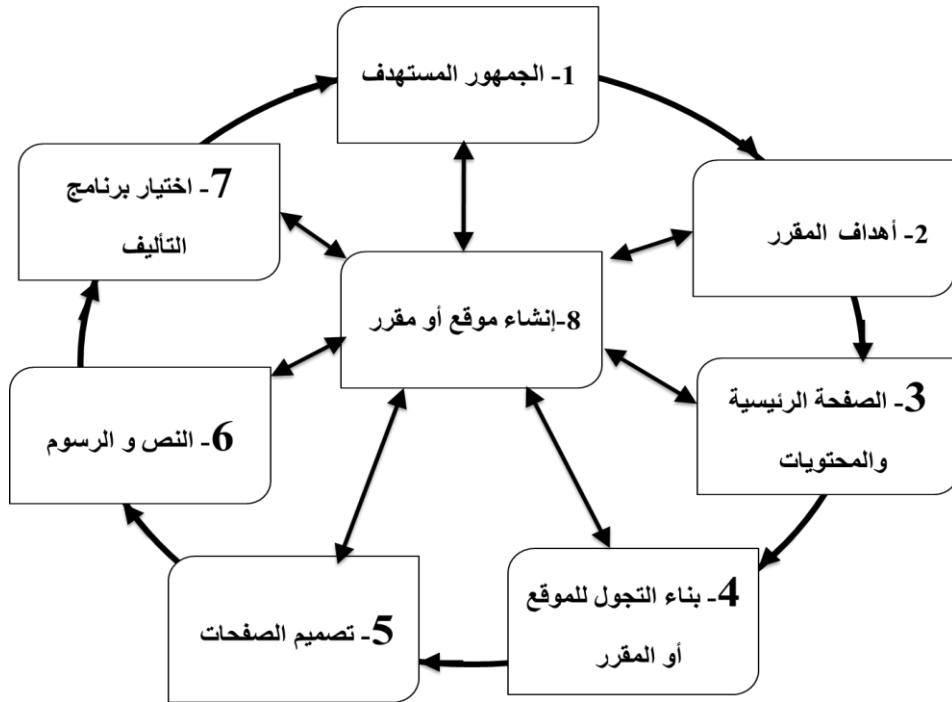 1- الجمهور المستهدف
2- أهداف المقرر
3- الصفحة الرئيسية
والمحتويات
4- بناء التجول للموقع
أو المقرر
5- تصميم الصفحات
6- النص و الرسوم
7- اختيار برنامج
التأليف
8-إنشاء موقع أو مقرر